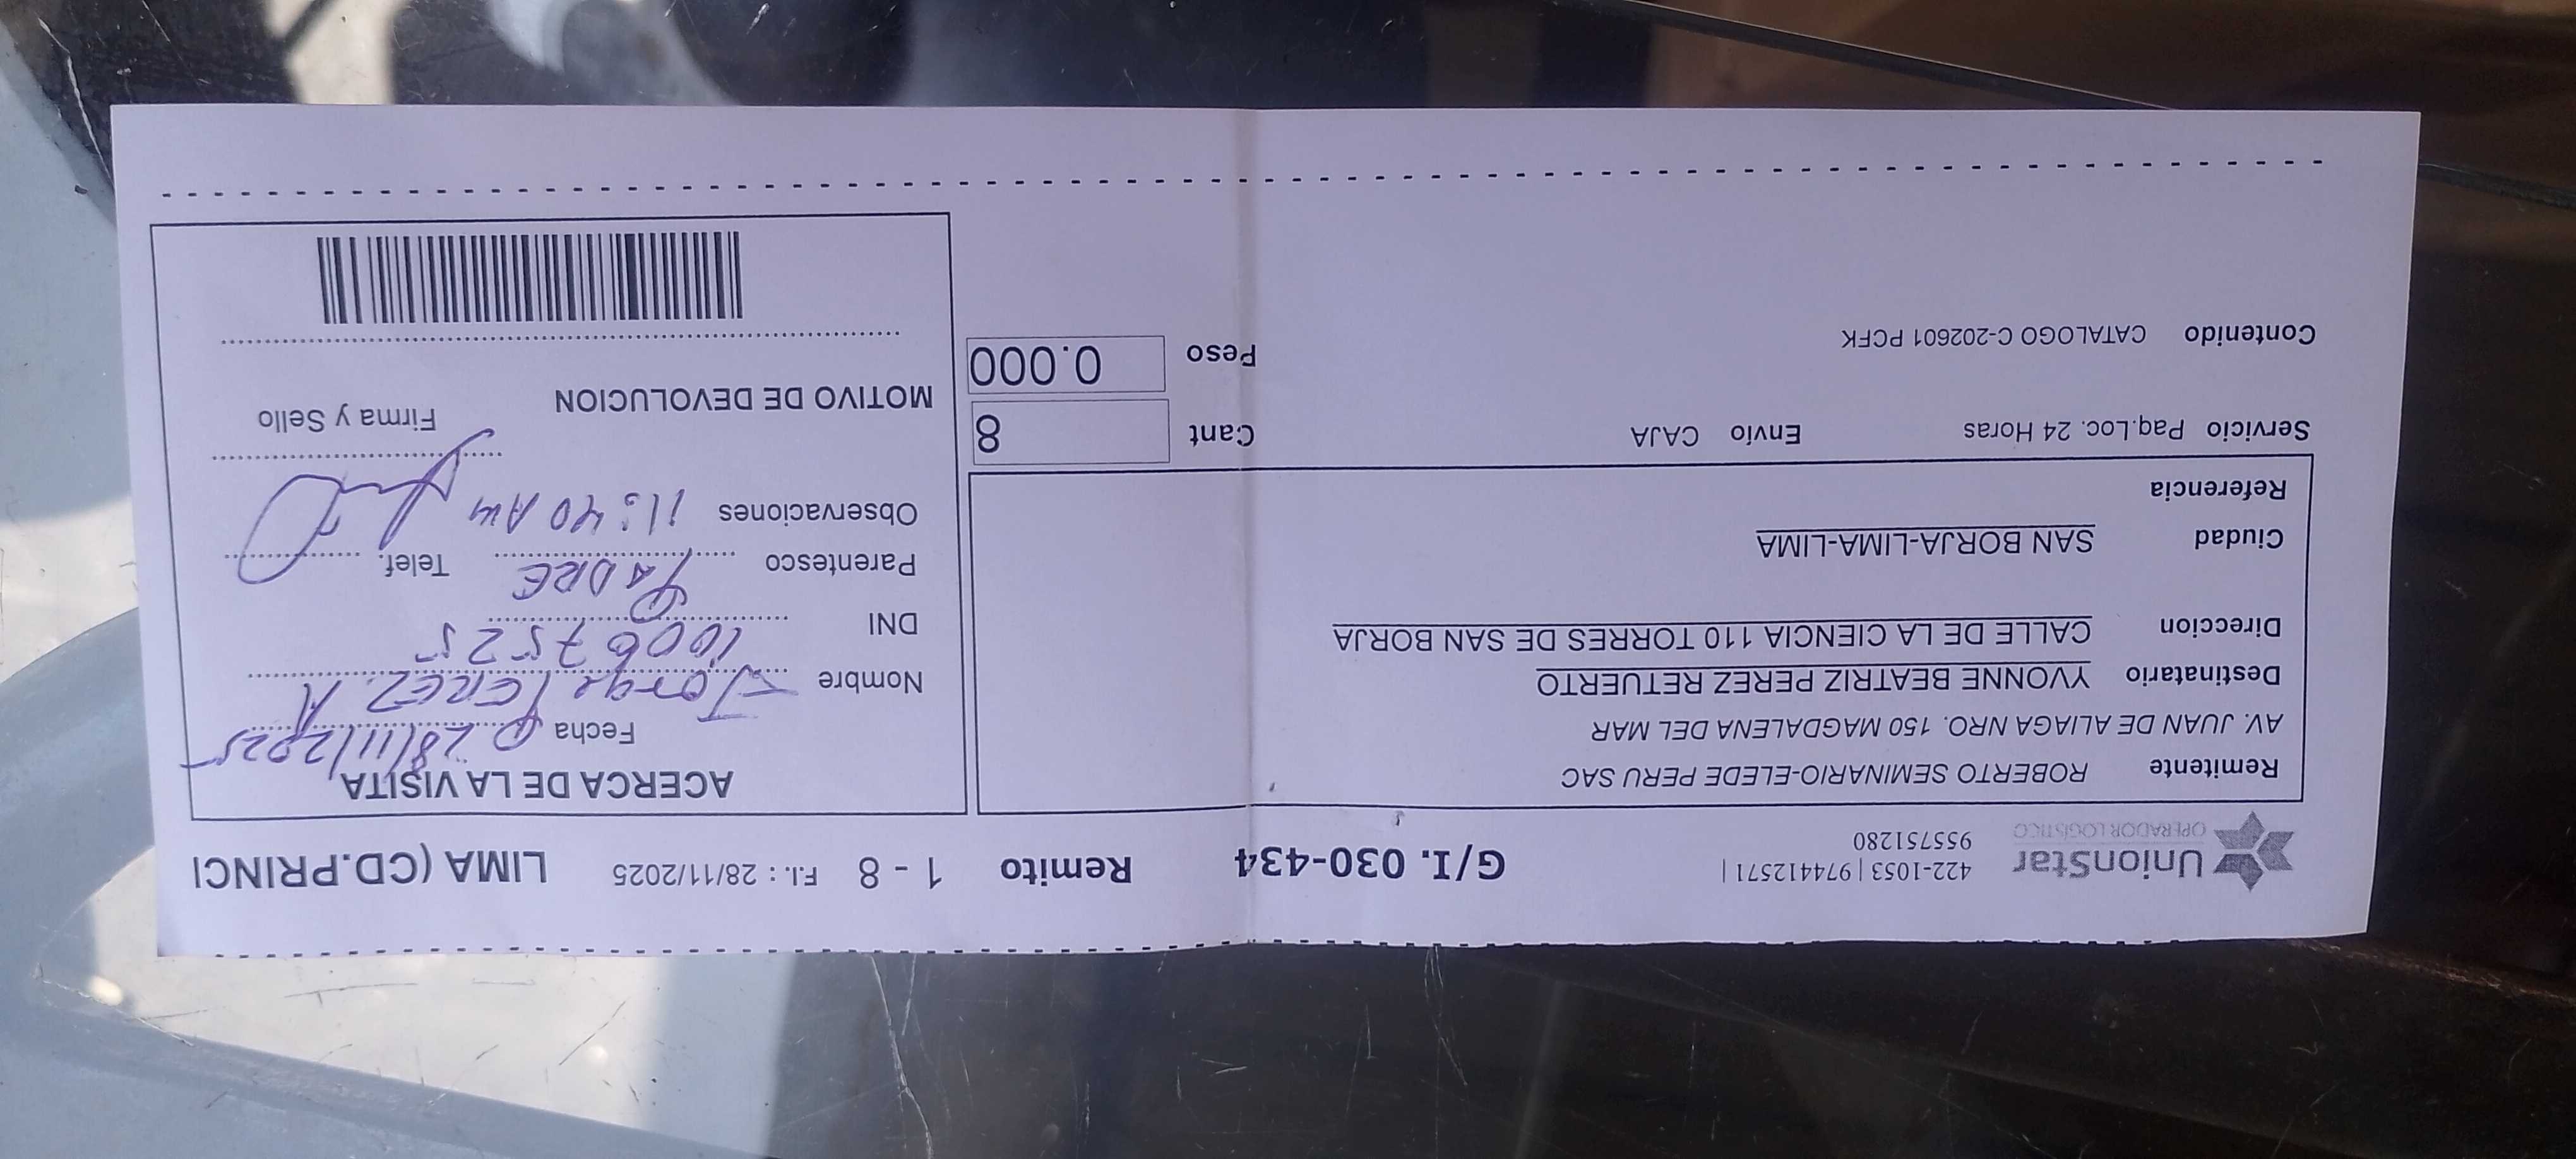 UnionStar
OPERADOR LOGÍSTICO
422-1053 | 974412571 |
955751280
G/I. 030-434
Remito 1 - 8 F.I. : 28/11/2025 LIMA (CD.PRINCI
Remitente ROBERTO SEMINARIO-ELEDE PERU SAC
AV. JUAN DE ALIAGA NRO. 150 MAGDALENA DEL MAR
Destinatario YVONNE BEATRIZ PEREZ RETUERTO
Direccion CALLE DE LA CIENCIA 110 TORRES DE SAN BORJA
Ciudad SAN BORJA-LIMA-LIMA
Referencia
Servicio Paq.Loc. 24 Horas Envío CAJA
Cant 8
Contenido CATALOGO C-202601 PCFK
Peso 0.000
ACERCA DE LA VISITA
Fecha 28/11/2025
Nombre Jorge PEREZ A
DNI 10067525
Parentesco PADRE Telef.
Observaciones 11:40 AM
Firma y Sello
MOTIVO DE DEVOLUCION